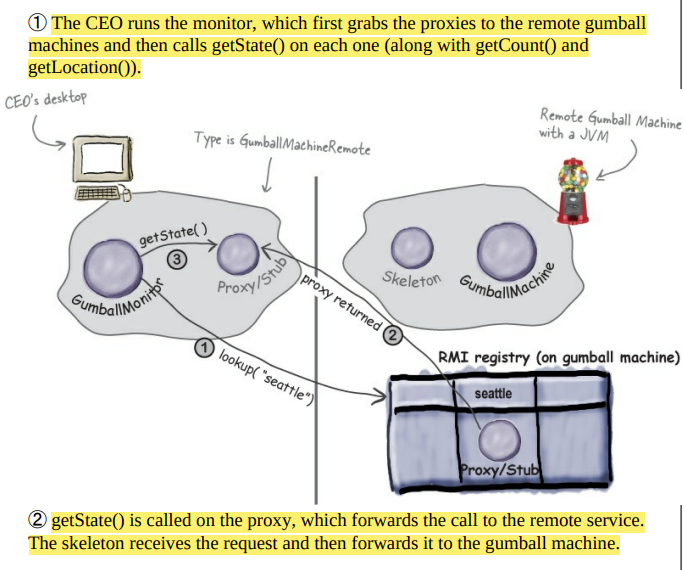 ① The CEO runs the monitor, which first grabs the proxies to the remote gumball
machines and then calls getState() on each one (along with getCount() and
getLocation()).
CEO's desktop
Type is GumballMachineRemote
Remote Gumball Machine
with a JVM
getState( )
3
GumballMonitor
Proxy/Stub
Skeleton
GumballMachine
proxy returned
2
1
lookup( "seattle")
RMI registry (on gumball machine)
seattle
Proxy/Stub
② getState() is called on the proxy, which forwards the call to the remote service.
The skeleton receives the request and then forwards it to the gumball machine.